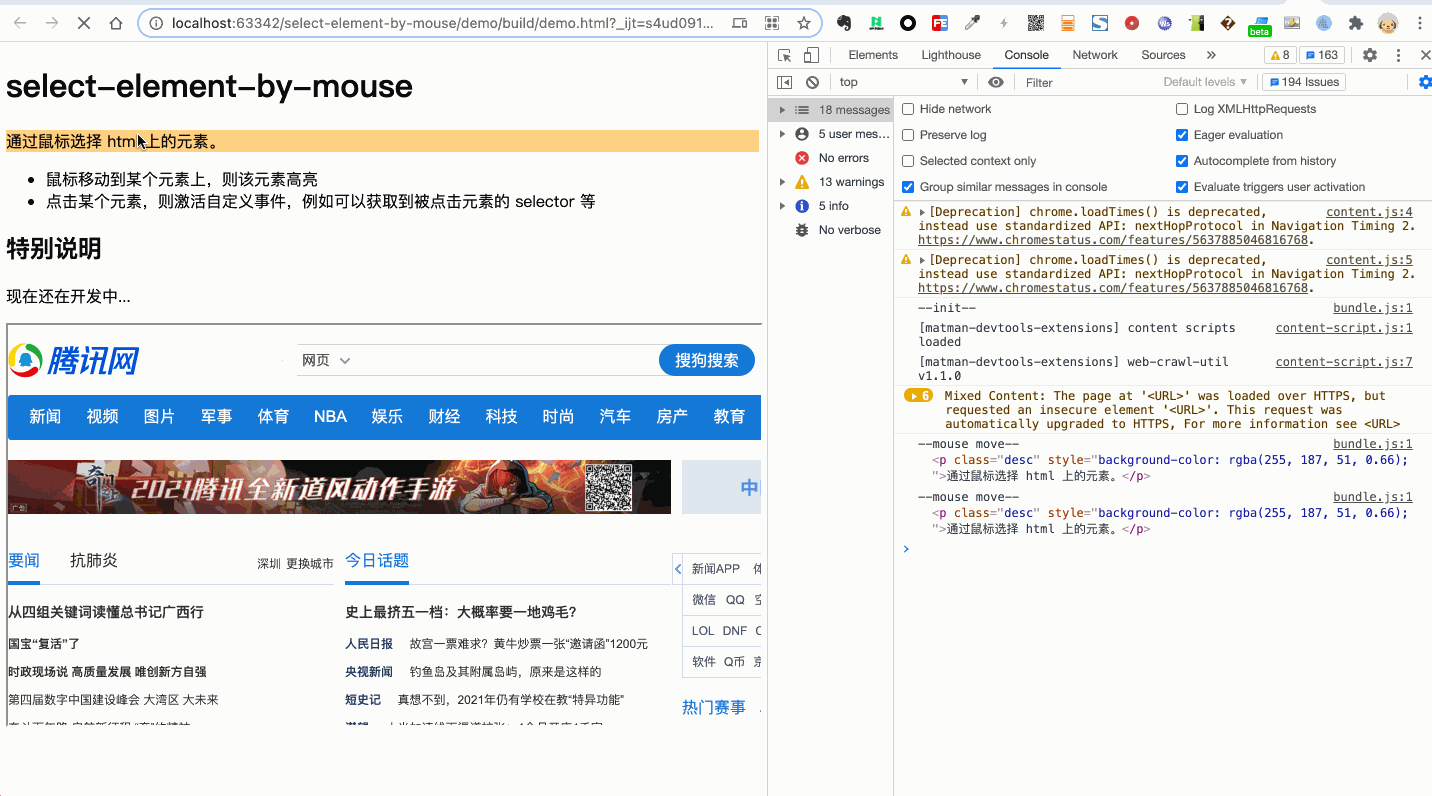 localhost:63342/select-element-by-mouse/demo/build/demo.html?_ijt=s4ud091...
beta
select-element-by-mouse
通过鼠标选择 html 上的元素。
• 鼠标移动到某个元素上，则该元素高亮
• 点击某个元素，则激活自定义事件，例如可以获取到被点击元素的 selector 等
特别说明
现在还在开发中...
腾讯网
网页
搜狗搜索
新闻 视频 图片 军事 体育 NBA 娱乐 财经 科技 时尚 汽车 房产 教育
2021腾讯全新道风动作手游
广告
中
要闻 抗肺炎 深圳 更换城市 今日话题
新闻APP 体
微信 QQ 空
LOL DNF
软件 Q币 京
从四组关键词读懂总书记广西行
国宝“复活”了
时政现场说 高质量发展 唯创新方自强
第四届数字中国建设峰会 大湾区 大未来
史上最挤五一档：大概率要一地鸡毛？
人民日报 故宫一票难求？黄牛炒票一张“邀请函”1200元
央视新闻 钓鱼岛及其附属岛屿，原来是这样的
短史记 真想不到，2021年仍有学校在教“特异功能”
热门赛事
Elements Lighthouse Console Network Sources » 8 163
top Filter Default levels ▼ 194 Issues
18 messages
5 user mes...
No errors
13 warnings
5 info
No verbose
Hide network Log XMLHttpRequests
Preserve log Eager evaluation
Selected context only Autocomplete from history
Group similar messages in console Evaluate triggers user activation
[Deprecation] chrome.loadTimes() is deprecated, content.js:4
instead use standardized API: nextHopProtocol in Navigation Timing 2.
https://www.chromestatus.com/features/5637885046816768.
[Deprecation] chrome.loadTimes() is deprecated, content.js:5
instead use standardized API: nextHopProtocol in Navigation Timing 2.
https://www.chromestatus.com/features/5637885046816768.
--init-- bundle.js:1
[matman-devtools-extensions] content scripts content-script.js:1
loaded
[matman-devtools-extensions] web-crawl-util content-script.js:7
v1.1.0
6 Mixed Content: The page at '<URL>' was loaded over HTTPS, but
requested an insecure element '<URL>'. This request was
automatically upgraded to HTTPS, For more information see <URL>
--mouse move-- bundle.js:1
<p class="desc" style="background-color: rgba(255, 187, 51, 0.66);
">通过鼠标选择 html 上的元素。</p>
--mouse move-- bundle.js:1
<p class="desc" style="background-color: rgba(255, 187, 51, 0.66);
">通过鼠标选择 html 上的元素。</p>